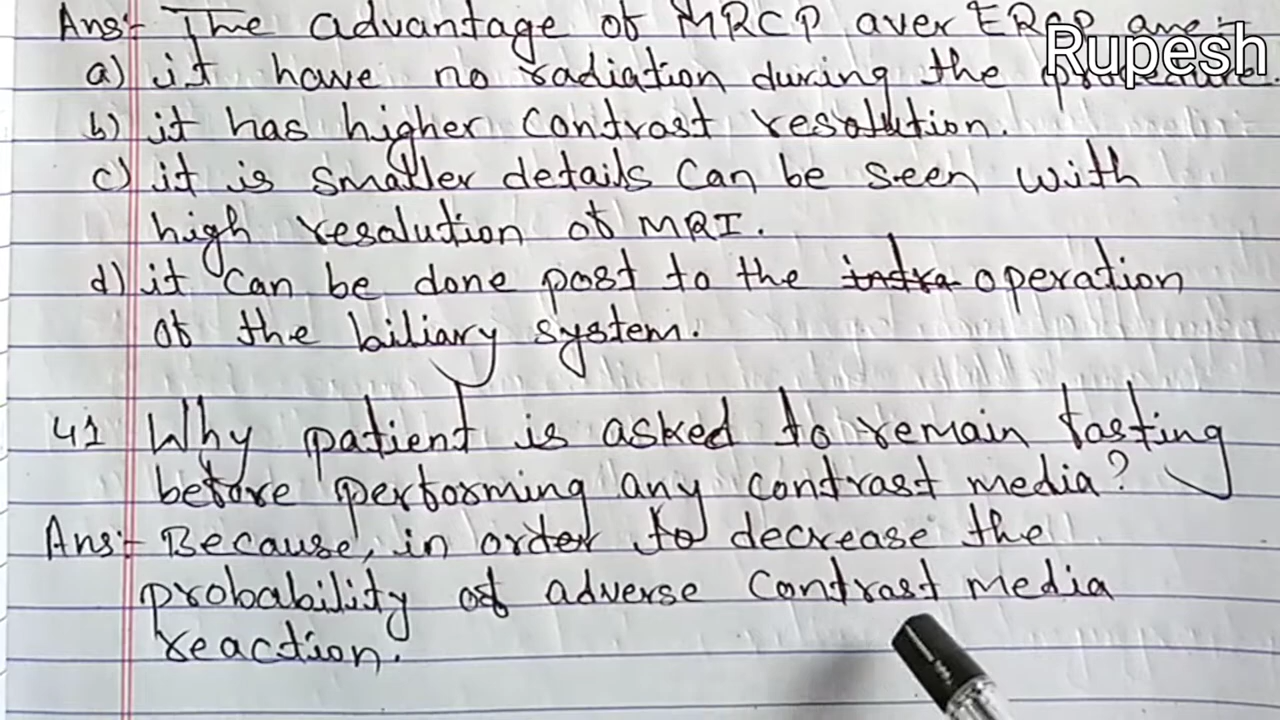 Ans:- The advantage of MRCP over ERCP are:-
Rupesh
a) it have no radiation during the procedure
b) it has higher contrast resolution.
c) it is smaller details can be seen with
high resolution of MRI.
d) it can be done post to the intra operation
of the biliary system.
41 Why patient is asked to remain fasting
before performing any contrast media?
Ans:- Because, in order to decrease the
probability of adverse contrast media
reaction.